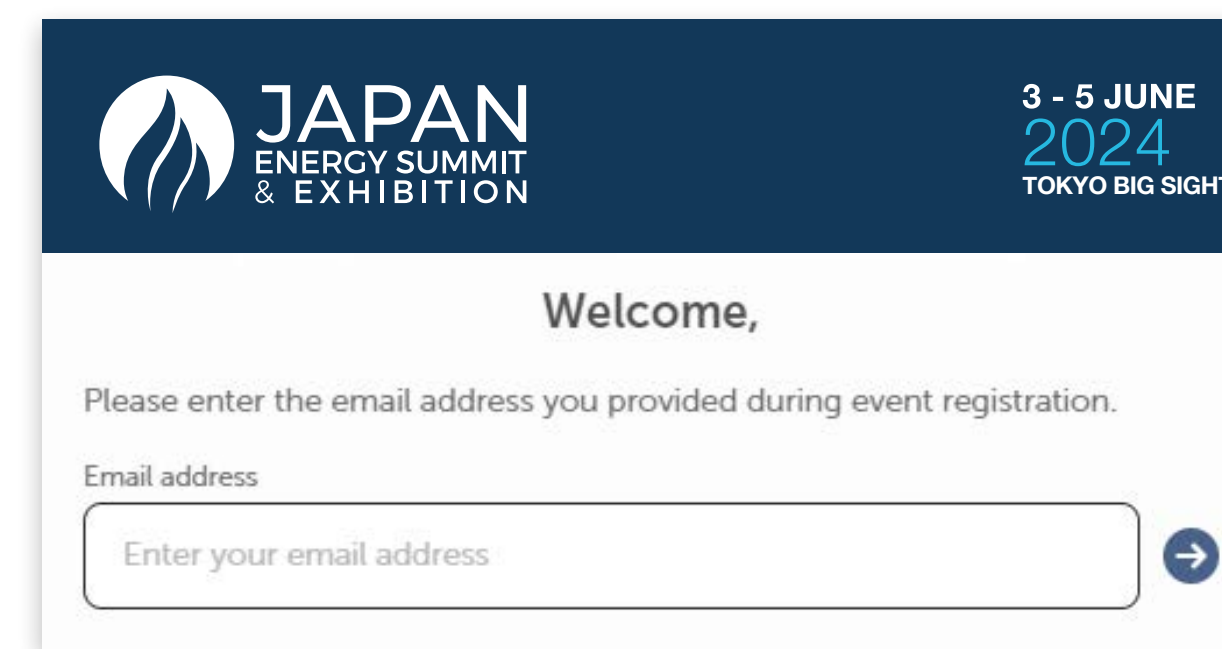 JAPAN
ENERGY SUMMIT
& EXHIBITION
3 - 5 JUNE
2024
TOKYO BIG SIGHT
Welcome,
Please enter the email address you provided during event registration.
Email address
Enter your email address